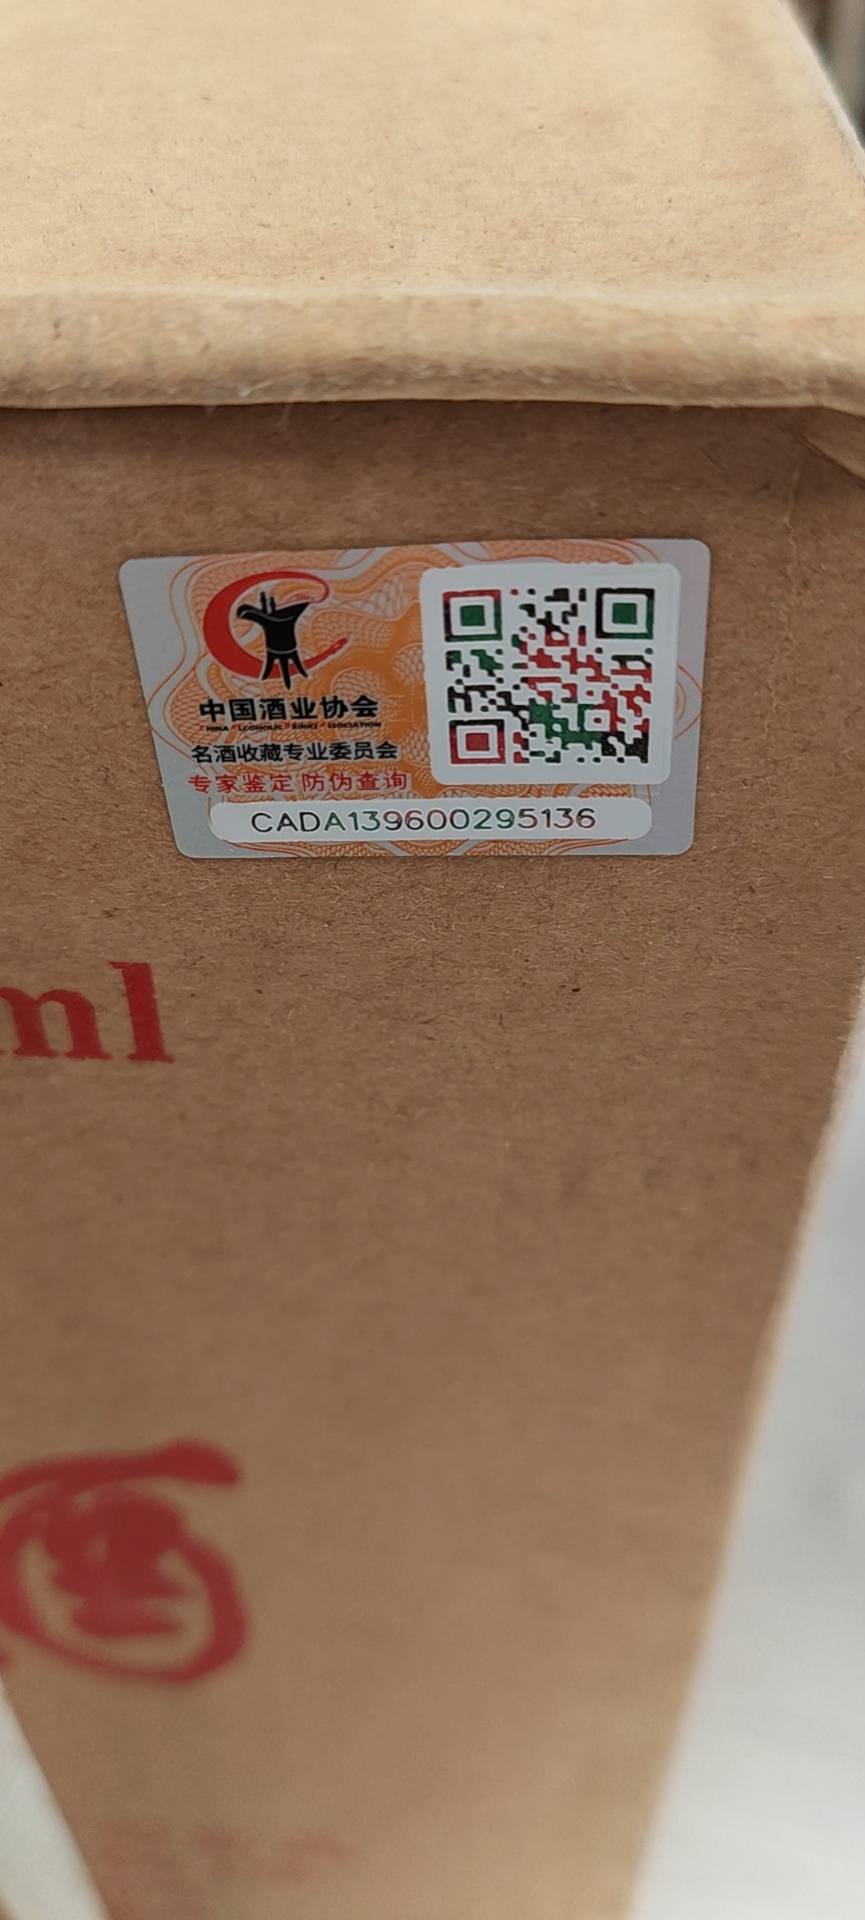 中国酒业协会
名酒收藏专业委员会
专家鉴定 防伪查询
CADA139600295136
ml
酒